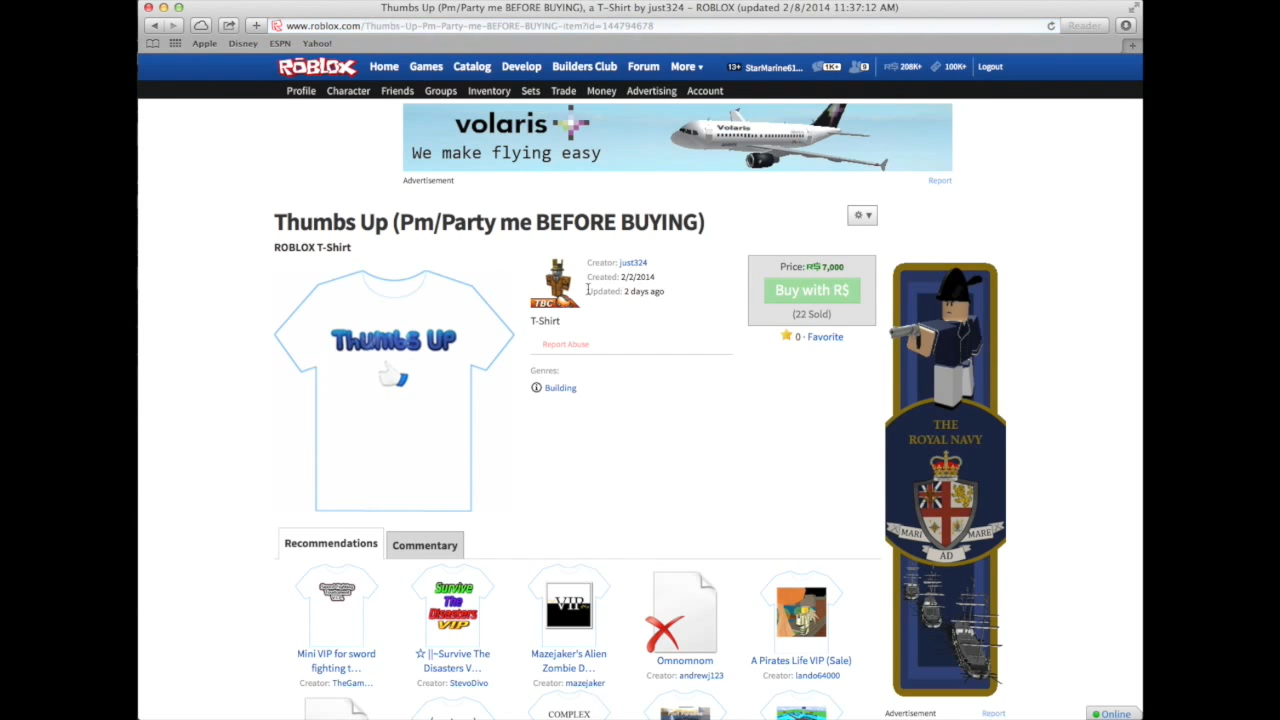 Thumbs Up (Pm/Party me BEFORE BUYING), a T-Shirt by just324 - ROBLOX (updated 2/8/2014 11:37:12 AM)
www.roblox.com/Thumbs-Up-Pm-Party-me-BEFORE-BUYING-item?id=144794678
Reader
Apple Disney ESPN Yahoo!
ROBLOX Home Games Catalog Develop Builders Club Forum More 13+ StarMarine61... 1K+ 9 R$ 208K+ 100K+ Logout
Profile Character Friends Groups Inventory Sets Trade Money Advertising Account
volaris
We make flying easy
Volaris
Advertisement Report
Thumbs Up (Pm/Party me BEFORE BUYING)
ROBLOX T-Shirt
Thumbs UP
TBC
Creator: just324
Created: 2/2/2014
Updated: 2 days ago
T-Shirt
Report Abuse
Genres:
Building
Price: R$ 7,000
Buy with R$
(22 Sold)
0 - Favorite
THE
ROYAL NAVY
MARI MARE
AD
Recommendations Commentary
Survive
The
Disasters
VIP
VIP
Mini VIP for sword
fighting t...
Creator: TheGam...
☆ ||~Survive The
Disasters V...
Creator: StevoDivo
Mazejaker's Alien
Zombie D...
Creator: mazejaker
Omnomnom
Creator: andrewj123
A Pirates Life VIP (Sale)
Creator: lando64000
COMPLEX
Advertisement Report
Online